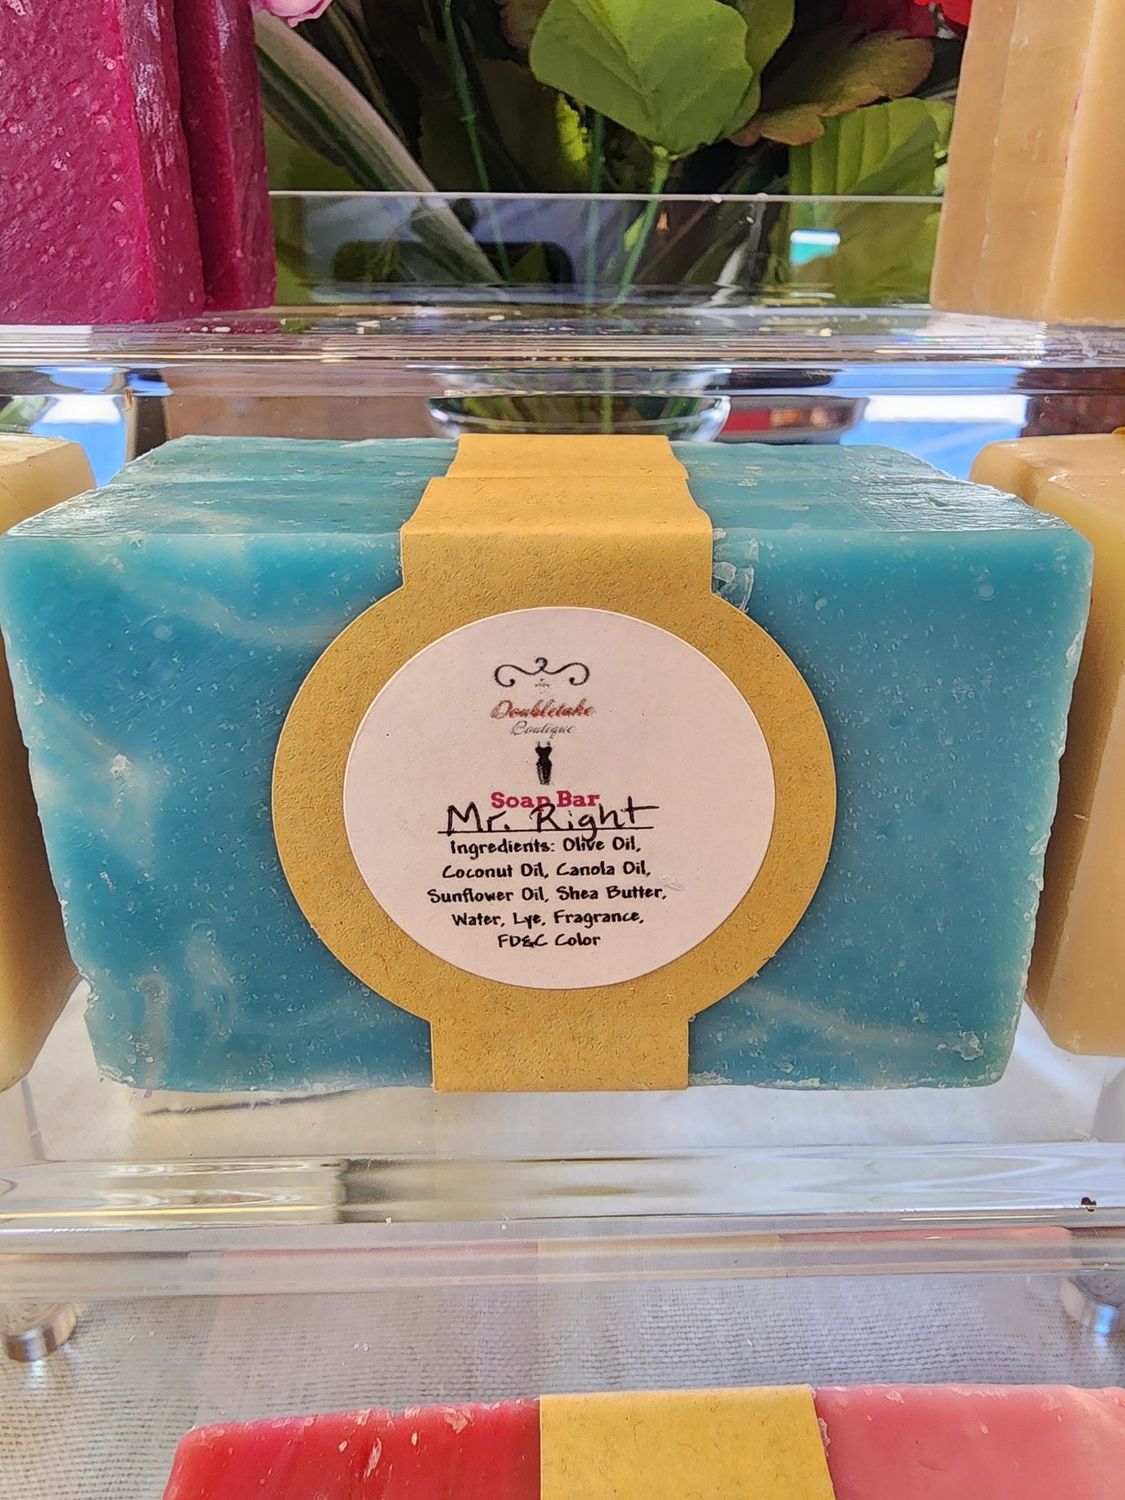 Doubletake
Boutique
Soap Bar
Mr. Right
Ingredients: Olive Oil,
Coconut Oil, Canola Oil,
Sunflower Oil, Shea Butter,
Water, Lye, Fragrance,
FD&C Color